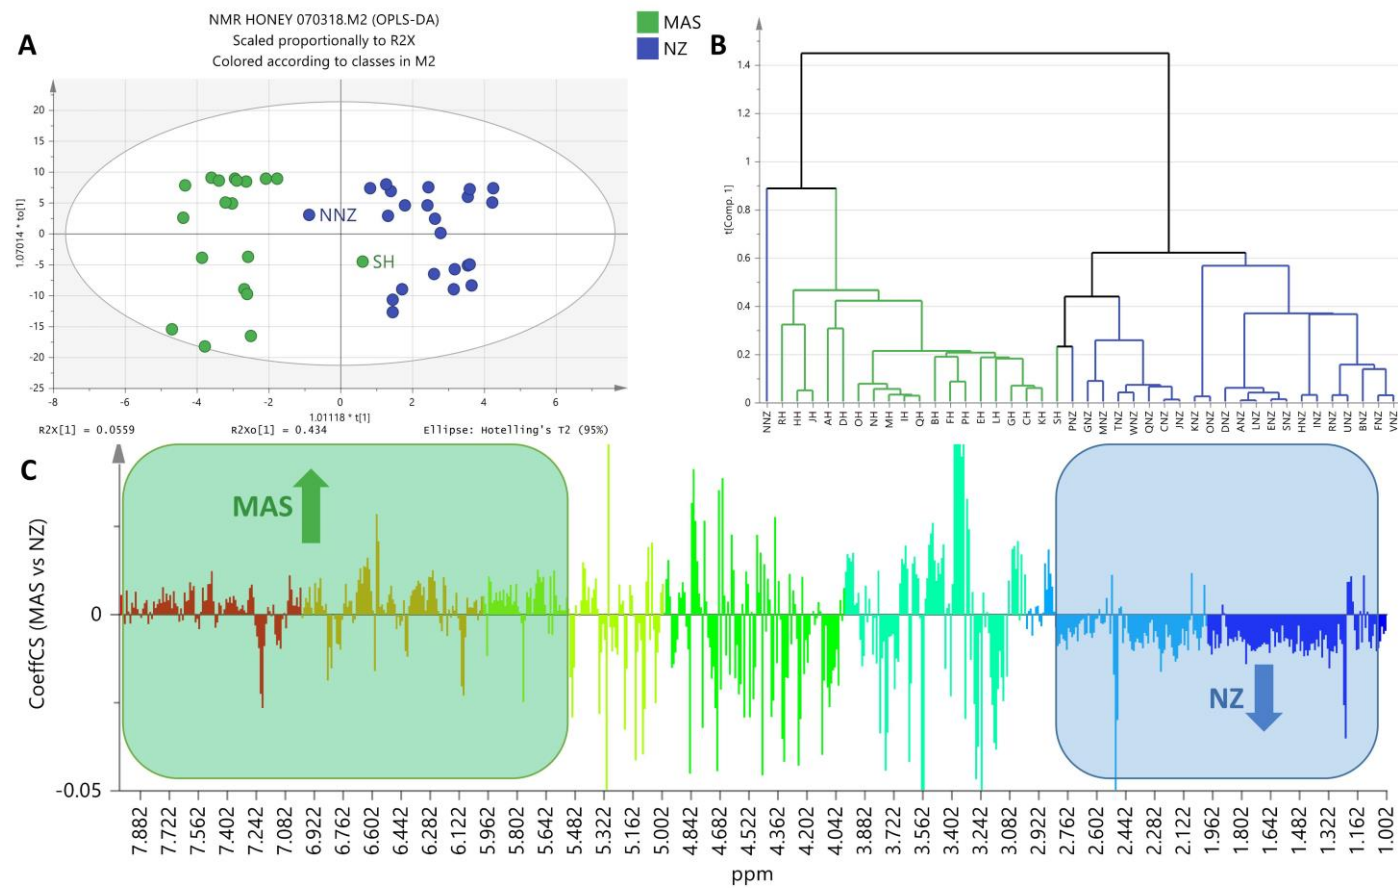 A
NMR HONEY 070318.M2 (OPLS-DA)
Scaled proportionally to R2X
Colored according to classes in M2
MAS
NZ
20
15
10
5
0
-5
-10
-15
-20
-25
1.07014 * to[1]
NNZ
SH
-8 -6 -4 -2 0 2 4 6
1.01118 * t[1]
R2X[1] = 0.0559 R2Xo[1] = 0.434 Ellipse: Hotelling's T2 (95%)
B
t[Comp. 1]
1.4
1.2
1
0.8
0.6
0.4
0.2
0
NNZ RH HH JH AH DH OH NH MH IH QH BH FH PH EH LH GH CH KH SH PNZ GNZ MNZ TNZ WNZ QNZ CNZ JNZ KNZ ONZ DNZ ANZ LNZ ENZ SNZ HNZ INZ RNZ UNZ BNZ FNZ VNZ
C
MAS
NZ
CoeffCS (MAS vs NZ)
0
-0.05
7.882 7.722 7.562 7.402 7.242 7.082 6.922 6.762 6.602 6.442 6.282 6.122 5.962 5.802 5.642 5.482 5.322 5.162 5.002 4.842 4.682 4.522 4.362 4.202 4.042 3.882 3.722 3.562 3.402 3.242 3.082 2.922 2.762 2.602 2.442 2.282 2.122 1.962 1.802 1.642 1.482 1.322 1.162 1.002
ppm